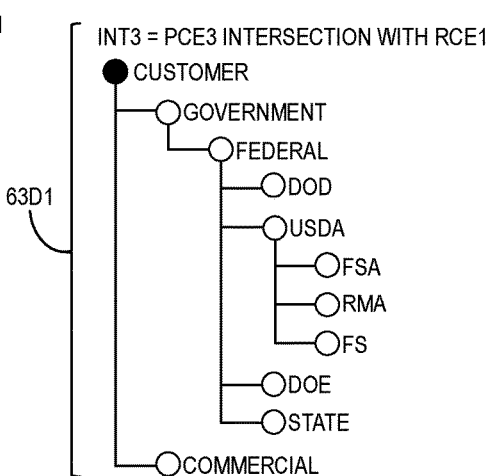 INT3 = PCE3 INTERSECTION WITH RCE1
CUSTOMER
GOVERNMENT
FEDERAL
DOD
63D1
USDA
FSA
RMA
FS
DOE
STATE
COMMERCIAL